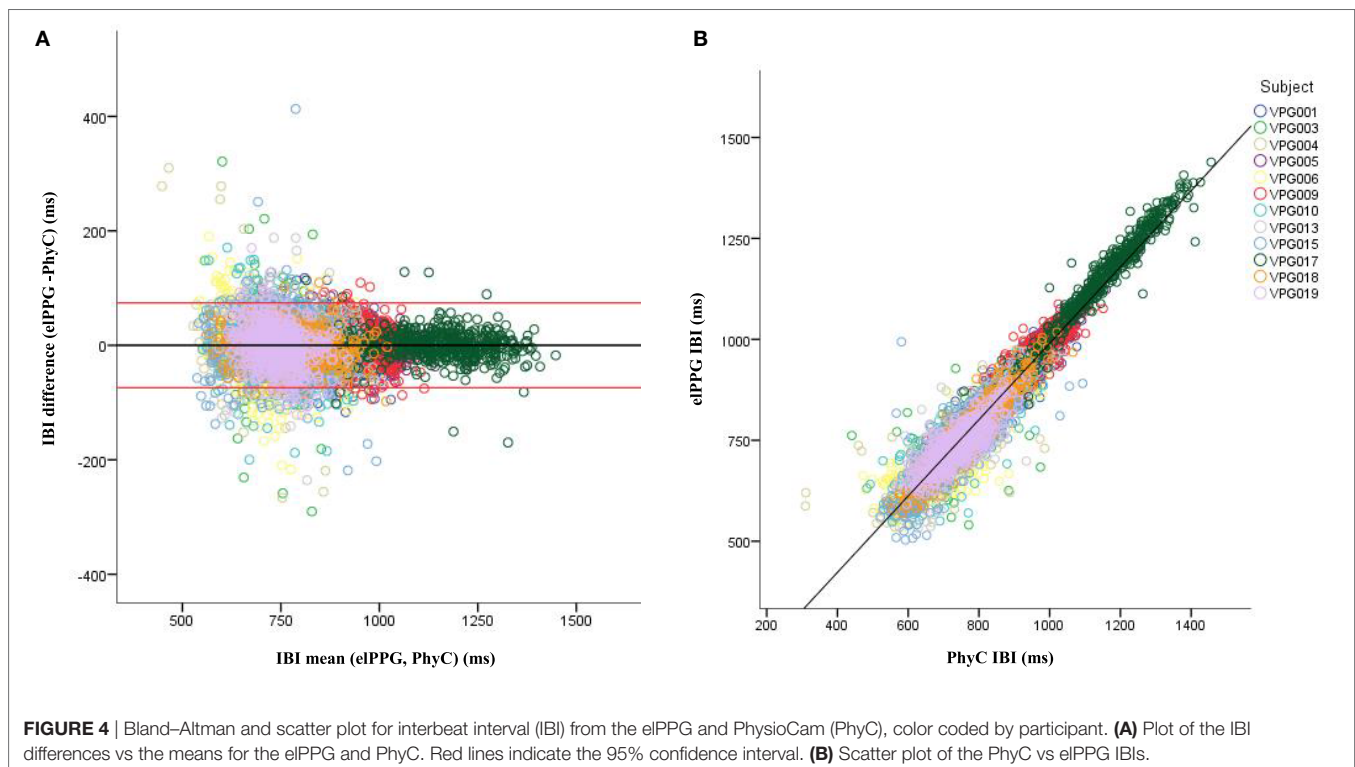 A
B
IBI difference (elPPG -PhyC) (ms)
400
200
0
-200
-400
500
750
1000
1250
1500
IBI mean (elPPG, PhyC) (ms)
elPPG IBI (ms)
1500
1250
1000
750
500
200
400
600
800
1000
1200
1400
PhyC IBI (ms)
Subject
VPG001
VPG003
VPG004
VPG005
VPG006
VPG009
VPG010
VPG013
VPG015
VPG017
VPG018
VPG019
FIGURE 4 | Bland–Altman and scatter plot for interbeat interval (IBI) from the elPPG and PhysioCam (PhyC), color coded by participant. (A) Plot of the IBI
differences vs the means for the elPPG and PhyC. Red lines indicate the 95% confidence interval. (B) Scatter plot of the PhyC vs elPPG IBIs.